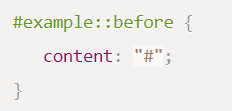 #example::before {
content: "#";
}